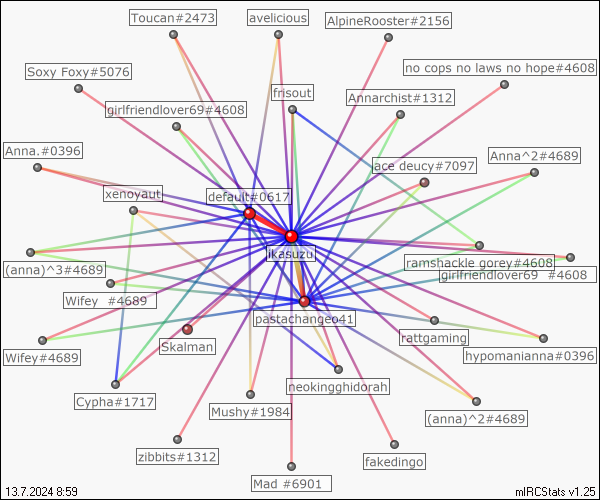 Toucan#2473
avelicious
AlpineRooster#2156
Soxy Foxy#5076
no cops no laws no hope#4608
frisout
girlfriendlover69#4608
Annarchist#1312
Anna.#0396
ace deucy#7097
Anna^2#4689
xenoyaut
default#0617
ikasuzu
(anna)^3#4689
ramshackle gorey#4608
girlfriendlover69 #4608
Wifey #4689
pastachangeo41
Skalman
rattgaming
Wifey#4689
hypomanianna#0396
neokingghidorah
Cypha#1717
Mushy#1984
(anna)^2#4689
zibbits#1312
fakedingo
Mad #6901
13.7.2024 8:59
mIRCStats v1.25